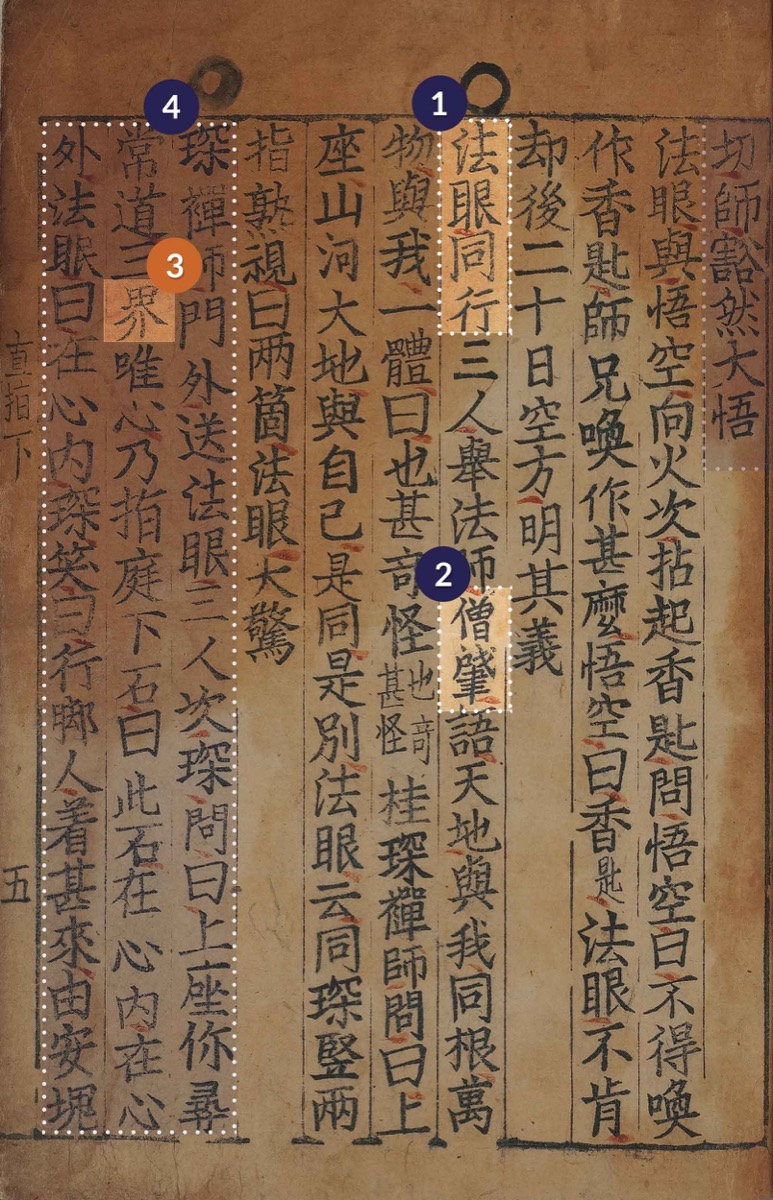 切師豁然大悟
法眼與悟空向火次拈起香匙問悟空曰不得喚
作香匙師兄喚作甚麼悟空曰香匙法眼不肯
却後二十日空方明其義
1
法眼同行三人舉法師僧肇語天地與我同根萬
2
物與我一體曰也甚奇怪也奇甚怪桂琛禪師問曰上
座山河大地與自己是同是別法眼云同琛竪兩
指熟視曰兩箇法眼大驚
4
琛禪師門外送法眼三人次琛問曰上座你尋
3
常道三界唯心乃指庭下石曰此石在心內在心
外法眼曰在心內琛笑曰行脚人着甚來由安塊
直指下 五